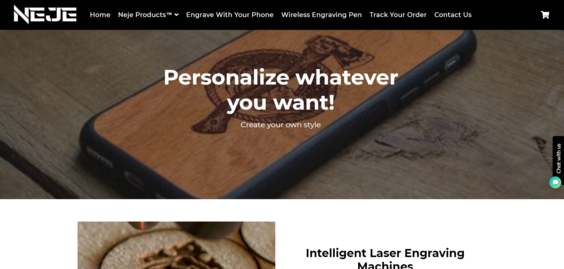 NEJE Home Neje Products™ Engrave With Your Phone Wireless Engraving Pen Track Your Order Contact Us
Personalize whatever
you want!
Create your own style
Chat with us
Intelligent Laser Engraving
Machines